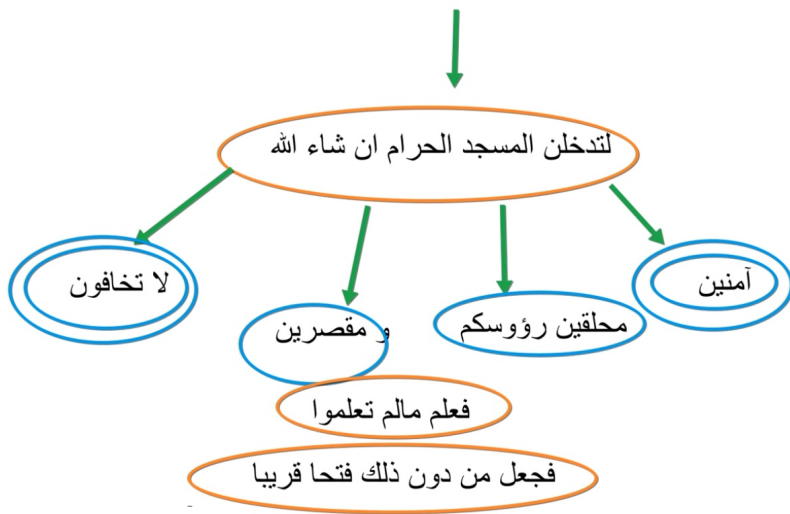 لتدخلن المسجد الحرام ان شاء الله
آمنين
محلقين رؤوسكم
و مقصرين
لا تخافون
فعلم مالم تعلموا
فجعل من دون ذلك فتحا قريبا